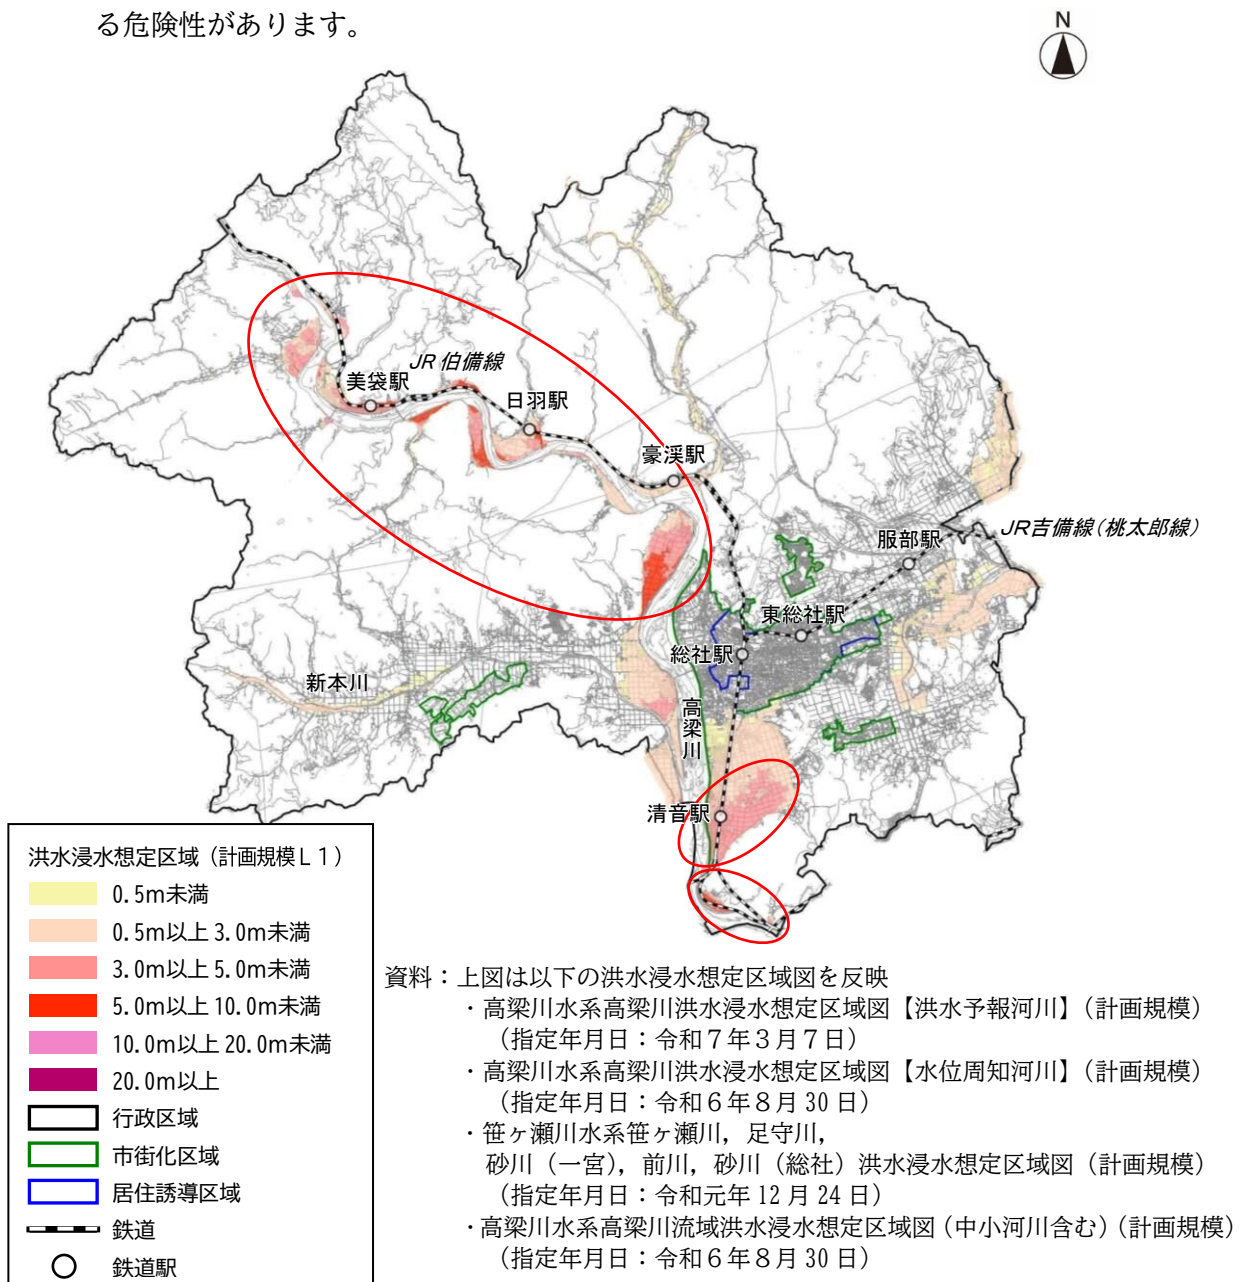 る危険性があります。
N
JR伯備線
美袋駅
日羽駅
豪渓駅
JR吉備線(桃太郎線)
服部駅
東総社駅
総社駅
新本川
高梁川
清音駅
洪水浸水想定区域（計画規模L1）
0.5m未満
0.5m以上3.0m未満
3.0m以上5.0m未満
5.0m以上10.0m未満
10.0m以上20.0m未満
20.0m以上
行政区域
市街化区域
居住誘導区域
鉄道
鉄道駅
資料：上図は以下の洪水浸水想定区域図を反映
・高梁川水系高梁川洪水浸水想定区域図【洪水予報河川】（計画規模）
（指定年月日：令和７年３月７日）
・高梁川水系高梁川洪水浸水想定区域図【水位周知河川】（計画規模）
（指定年月日：令和６年８月30日）
・笹ヶ瀬川水系笹ヶ瀬川，足守川，
砂川（一宮），前川，砂川（総社）洪水浸水想定区域図（計画規模）
（指定年月日：令和元年12月24日）
・高梁川水系高梁川流域洪水浸水想定区域図（中小河川含む）（計画規模）
（指定年月日：令和６年８月30日）